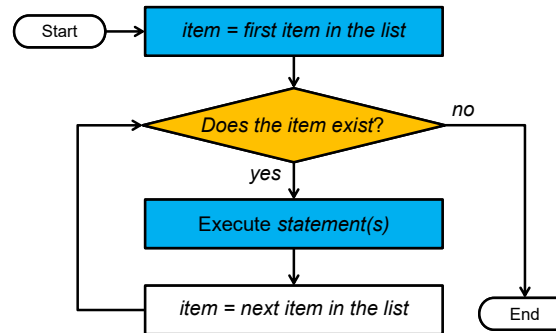 Start
item = first item in the list
Does the item exist?
no
yes
Execute statement(s)
item = next item in the list
End